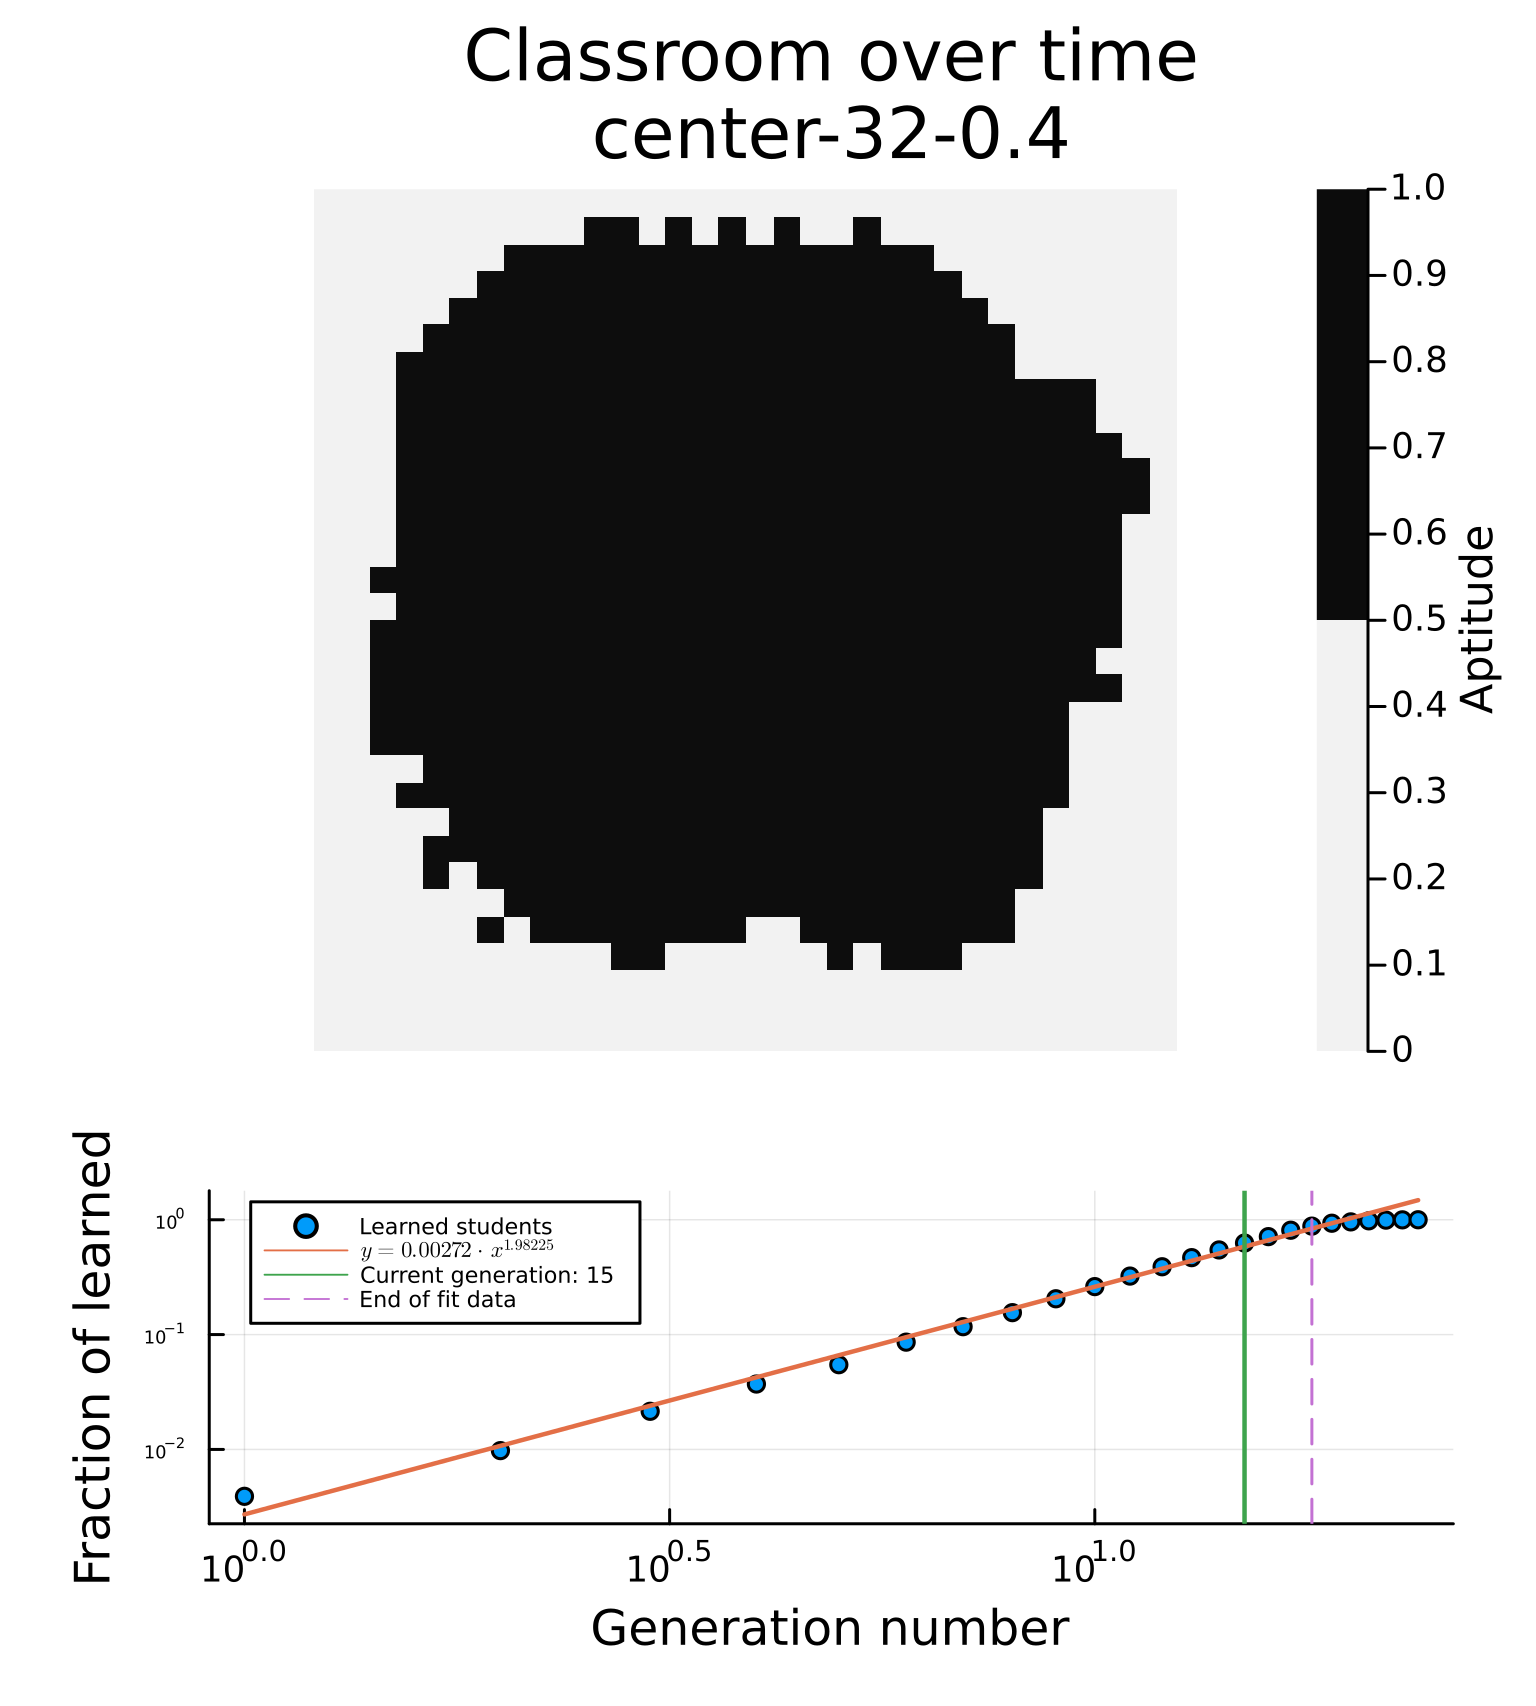 Classroom over time
center-32-0.4
1.0
0.9
0.8
0.7
0.6
0.5
0.4
0.3
0.2
0.1
0
Aptitude
Fraction of learned
10⁰
10⁻¹
10⁻²
Learned students
y = 0.00272 · x^1.98225
Current generation: 15
End of fit data
10^0.0
10^0.5
10^1.0
Generation number